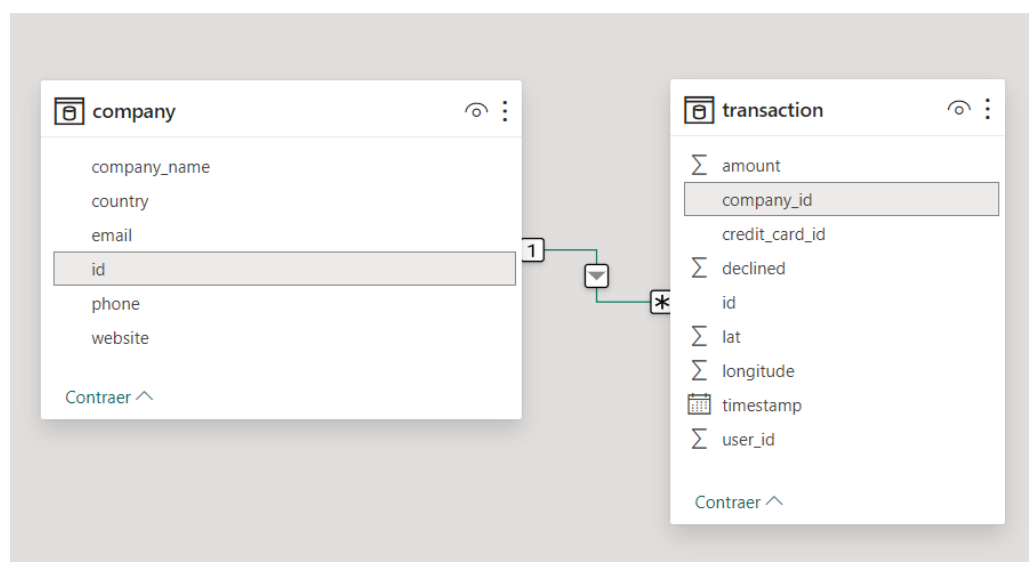 company
company_name
country
email
id
phone
website
Contraer
1
*
transaction
Σ amount
company_id
credit_card_id
Σ declined
id
Σ lat
Σ longitude
timestamp
Σ user_id
Contraer